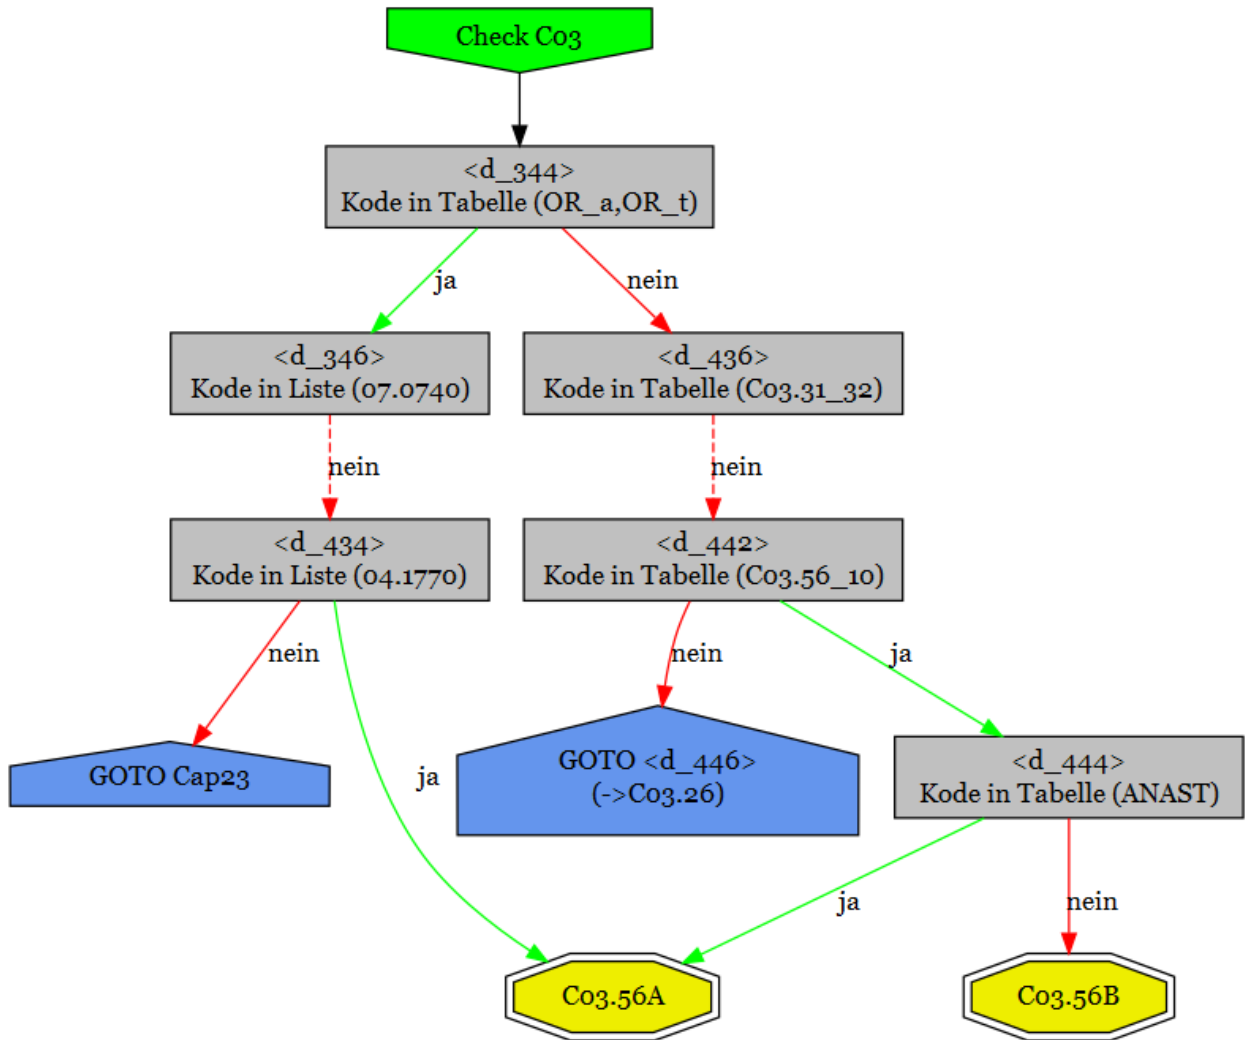 Check C03
<d_344>
Kode in Tabelle (OR_a,OR_t)
ja
nein
<d_346>
Kode in Liste (07.0740)
<d_436>
Kode in Tabelle (C03.31_32)
nein
nein
<d_434>
Kode in Liste (04.1770)
<d_442>
Kode in Tabelle (C03.56_10)
nein
nein
ja
GOTO Cap23
ja
GOTO <d_446>
(->C03.26)
<d_444>
Kode in Tabelle (ANAST)
ja
nein
C03.56A
C03.56B